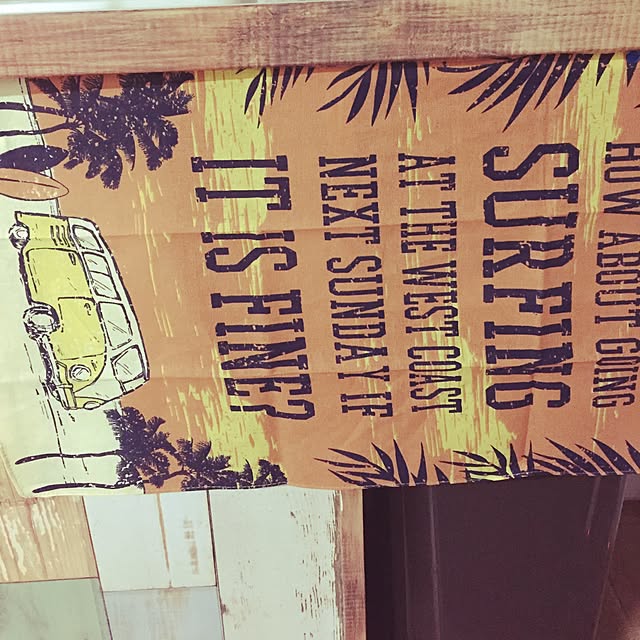 HOW ABOUT GOING
SURFING
AT THE WEST COAST
NEXT SUNDAY IF
IT IS FINE?